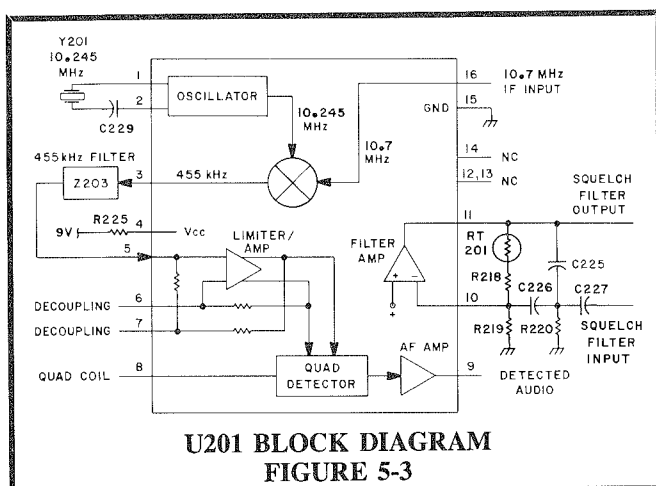 Y201
10.245
MHz
1
2
C229
OSCILLATOR
10.245
MHz
10.7
MHz
16
10.7 MHz
IF INPUT
15
GND
14
NC
12,13
NC
455 kHz FILTER
Z203
3
455 kHz
9V
R225
4
Vcc
5
LIMITER/
AMP
DECOUPLING
6
DECOUPLING
7
QUAD COIL
8
QUAD
DETECTOR
AF AMP
9
DETECTED
AUDIO
FILTER
AMP
+ -
+
11
SQUELCH
FILTER
OUTPUT
RT
201
R218
C225
10
C226
C227
R219
R220
SQUELCH
FILTER
INPUT
U201 BLOCK DIAGRAM
FIGURE 5-3